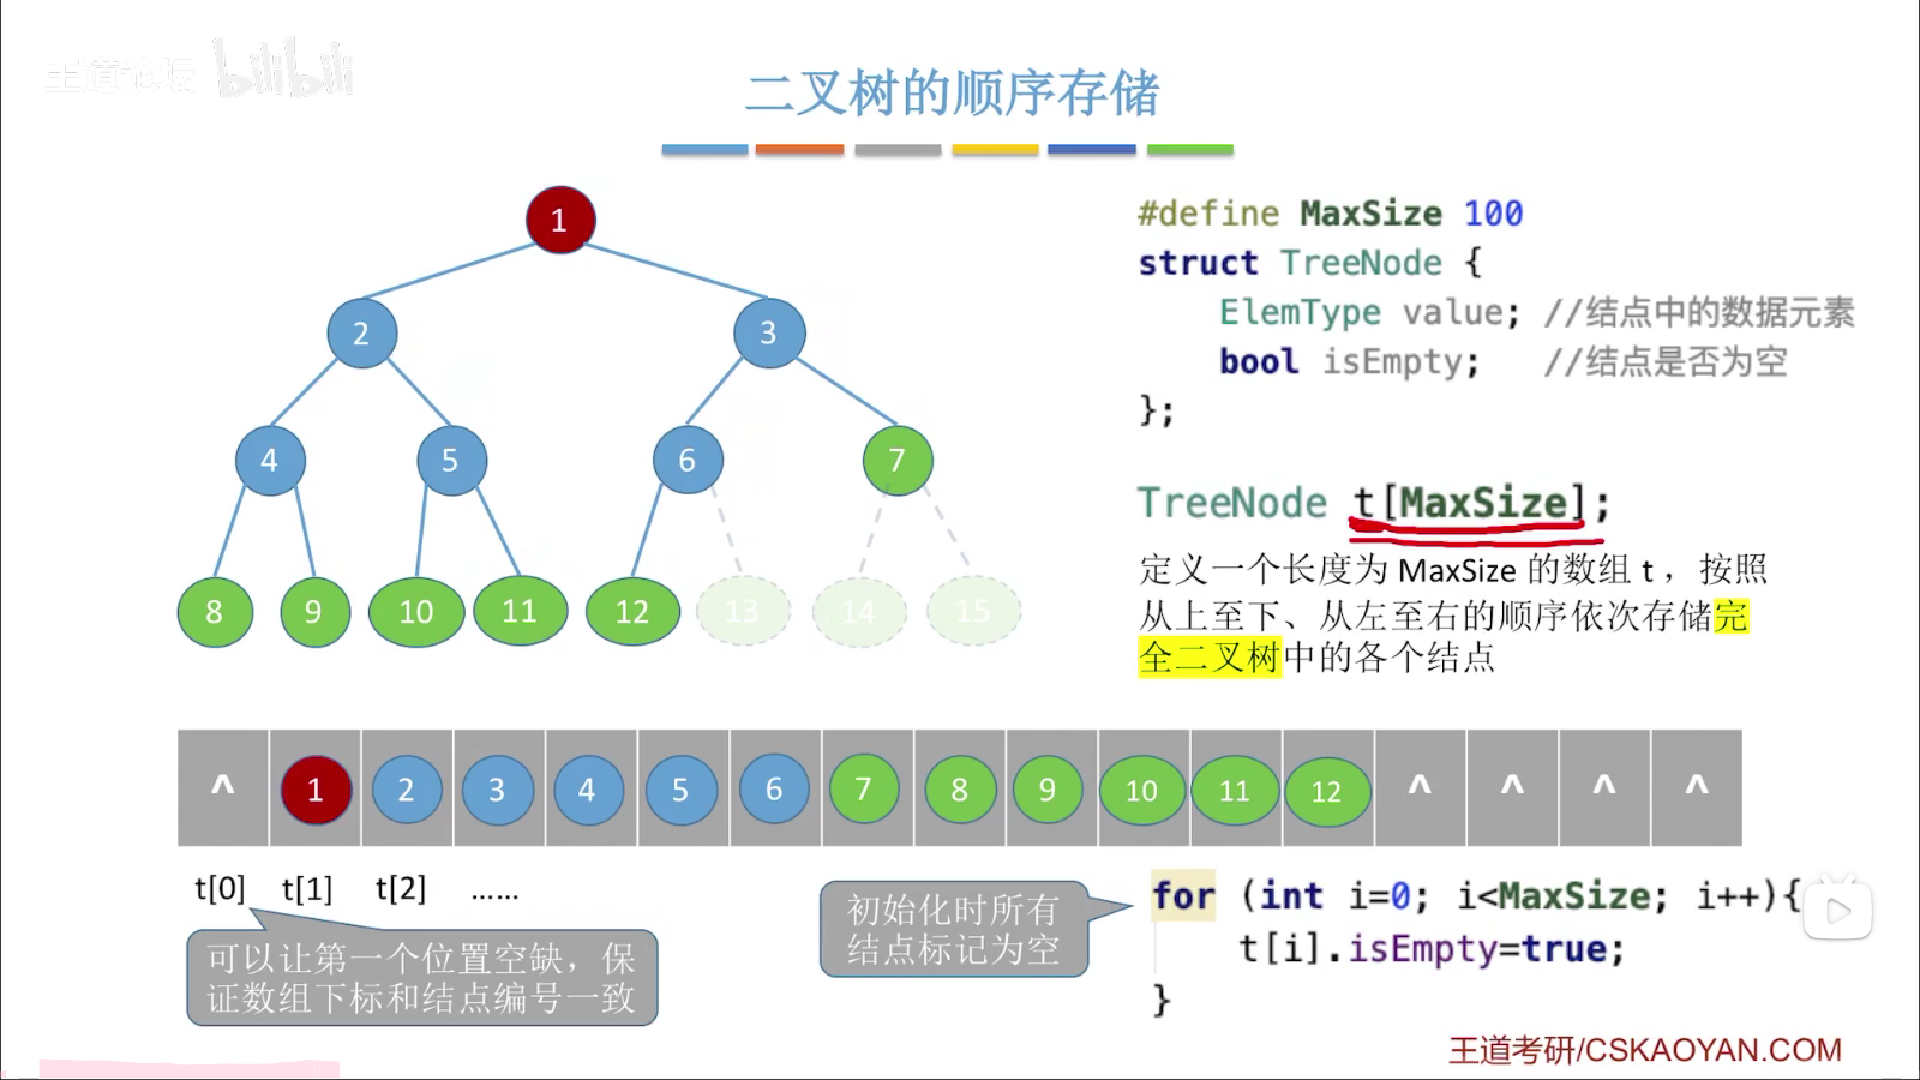 王道论坛 bilibili
二叉树的顺序存储
1
2 3
4 5 6 7
8 9 10 11 12 13 14 15
#define MaxSize 100
struct TreeNode {
ElemType value; //结点中的数据元素
bool isEmpty; //结点是否为空
};
TreeNode t[MaxSize];
定义一个长度为 MaxSize 的数组 t ，按照
从上至下、从左至右的顺序依次存储完
全二叉树中的各个结点
^ 1 2 3 4 5 6 7 8 9 10 11 12 ^ ^ ^ ^
t[0] t[1] t[2] ......
可以让第一个位置空缺，保
证数组下标和结点编号一致
初始化时所有
结点标记为空
for (int i=0; i<MaxSize; i++){
t[i].isEmpty=true;
}
王道考研/CSKAOYAN.COM